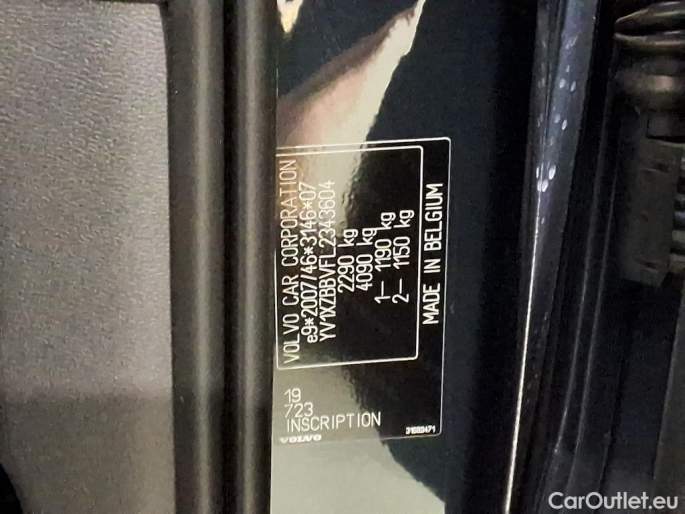 VOLVO CAR CORPORATION
e9*2007/46*3146*07
YV1XZBBVFL2343604
2290 kg
4090 kg
1– 1190 kg
2– 1150 kg
MADE IN BELGIUM
19
723
INSCRIPTION
VOLVO
CarOutlet.eu